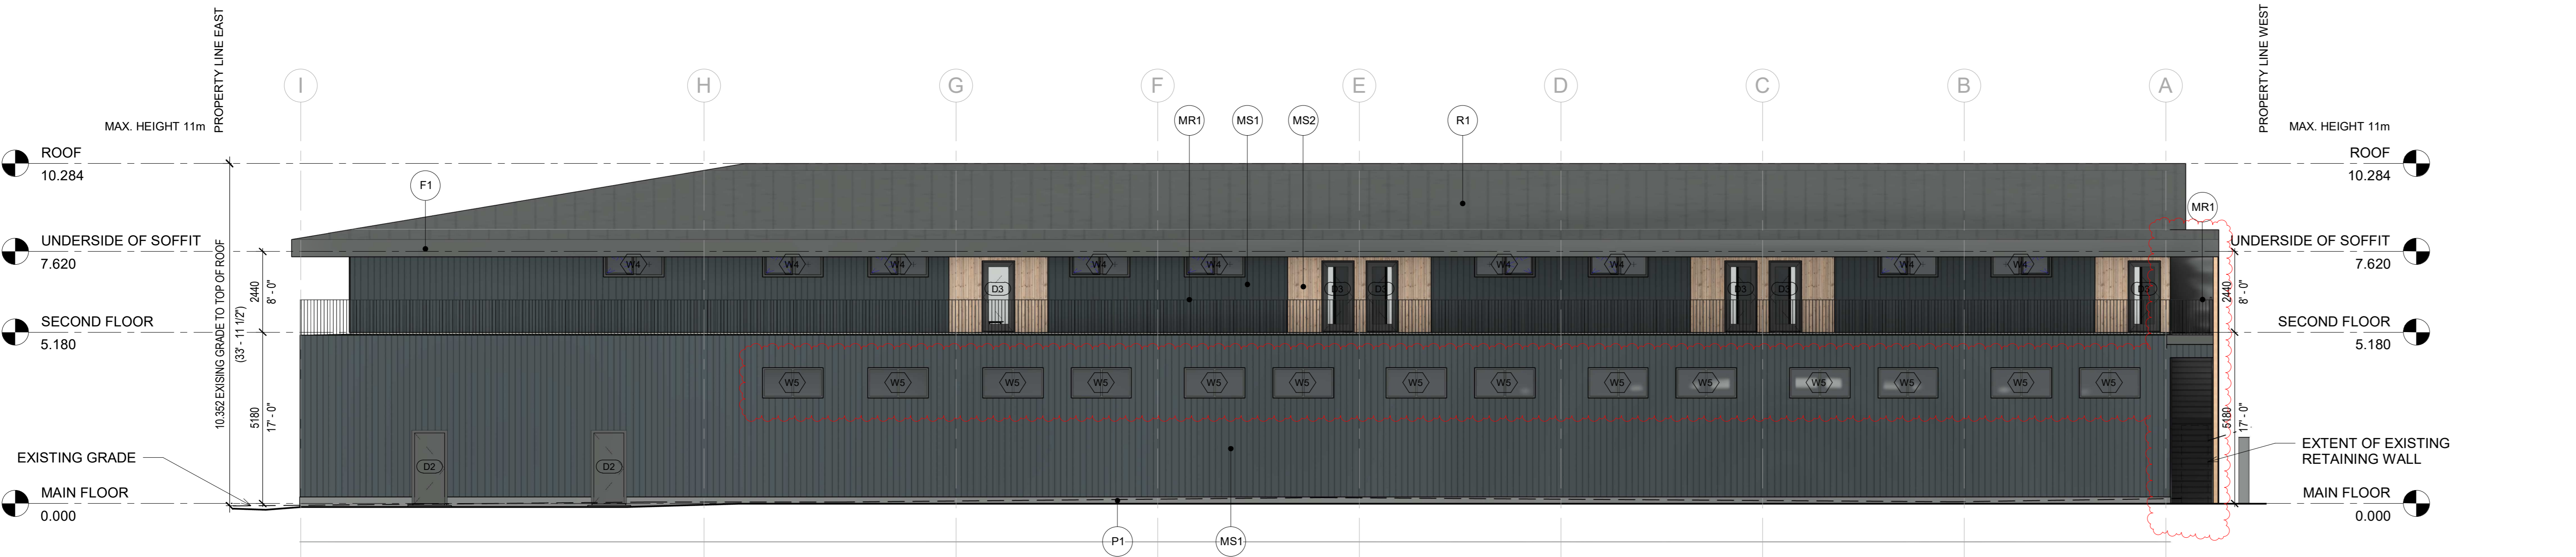 PROPERTY LINE EAST
PROPERTY LINE WEST
I
H
G
F
E
D
C
B
A
MR1
MS1
MS2
R1
MAX. HEIGHT 11m
MAX. HEIGHT 11m
ROOF
10.284
ROOF
10.284
F1
MR1
UNDERSIDE OF SOFFIT
7.620
UNDERSIDE OF SOFFIT
7.620
10.352 EXISING GRADE TO TOP OF ROOF
(33' - 11 1/2")
2440
8' - 0"
2440
8' - 0"
W4
W4
W4
W4
W4
W4
W4
W4
W4
D3
D3
D3
D3
D3
D3
SECOND FLOOR
5.180
SECOND FLOOR
5.180
W5
W5
W5
W5
W5
W5
W5
W5
W5
W5
W5
W5
W5
W5
5180
17' - 0"
5180
17' - 0"
D2
D2
EXISTING GRADE
EXTENT OF EXISTING
RETAINING WALL
MAIN FLOOR
0.000
MAIN FLOOR
0.000
P1
MS1